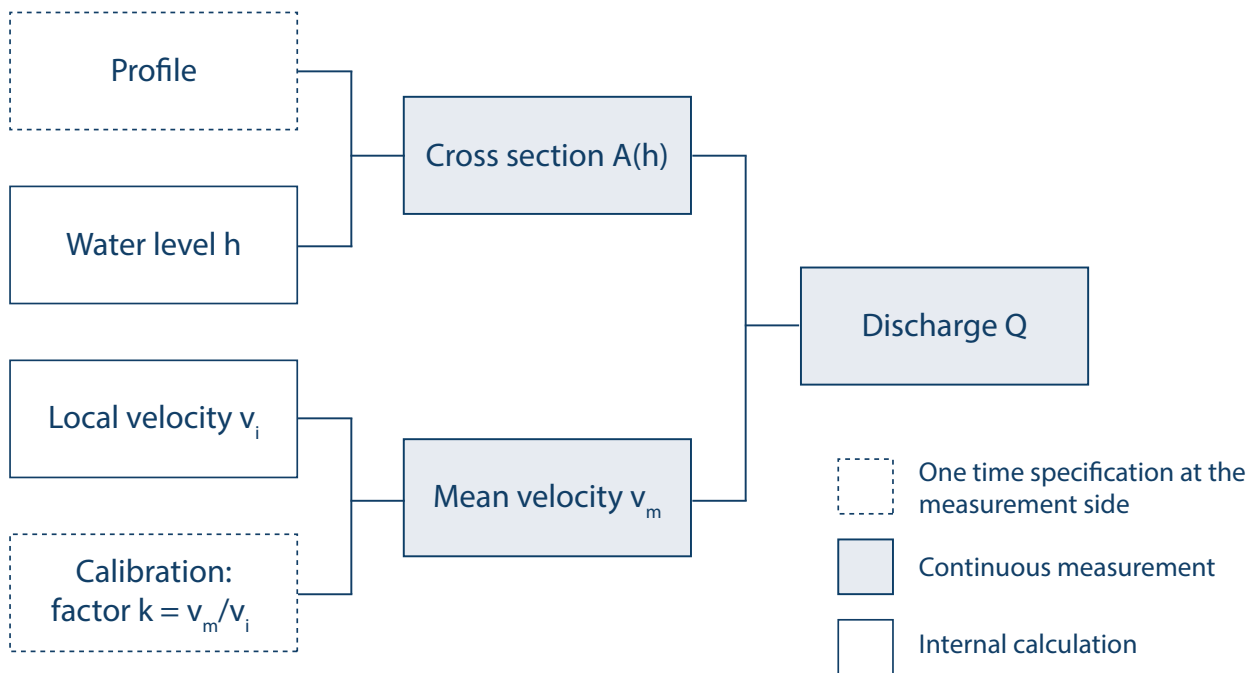 Profile
Water level h
Cross section A(h)
Local velocity vᵢ
Calibration:
factor k = vₘ/vᵢ
Mean velocity vₘ
Discharge Q
One time specification at the
measurement side
Continuous measurement
Internal calculation